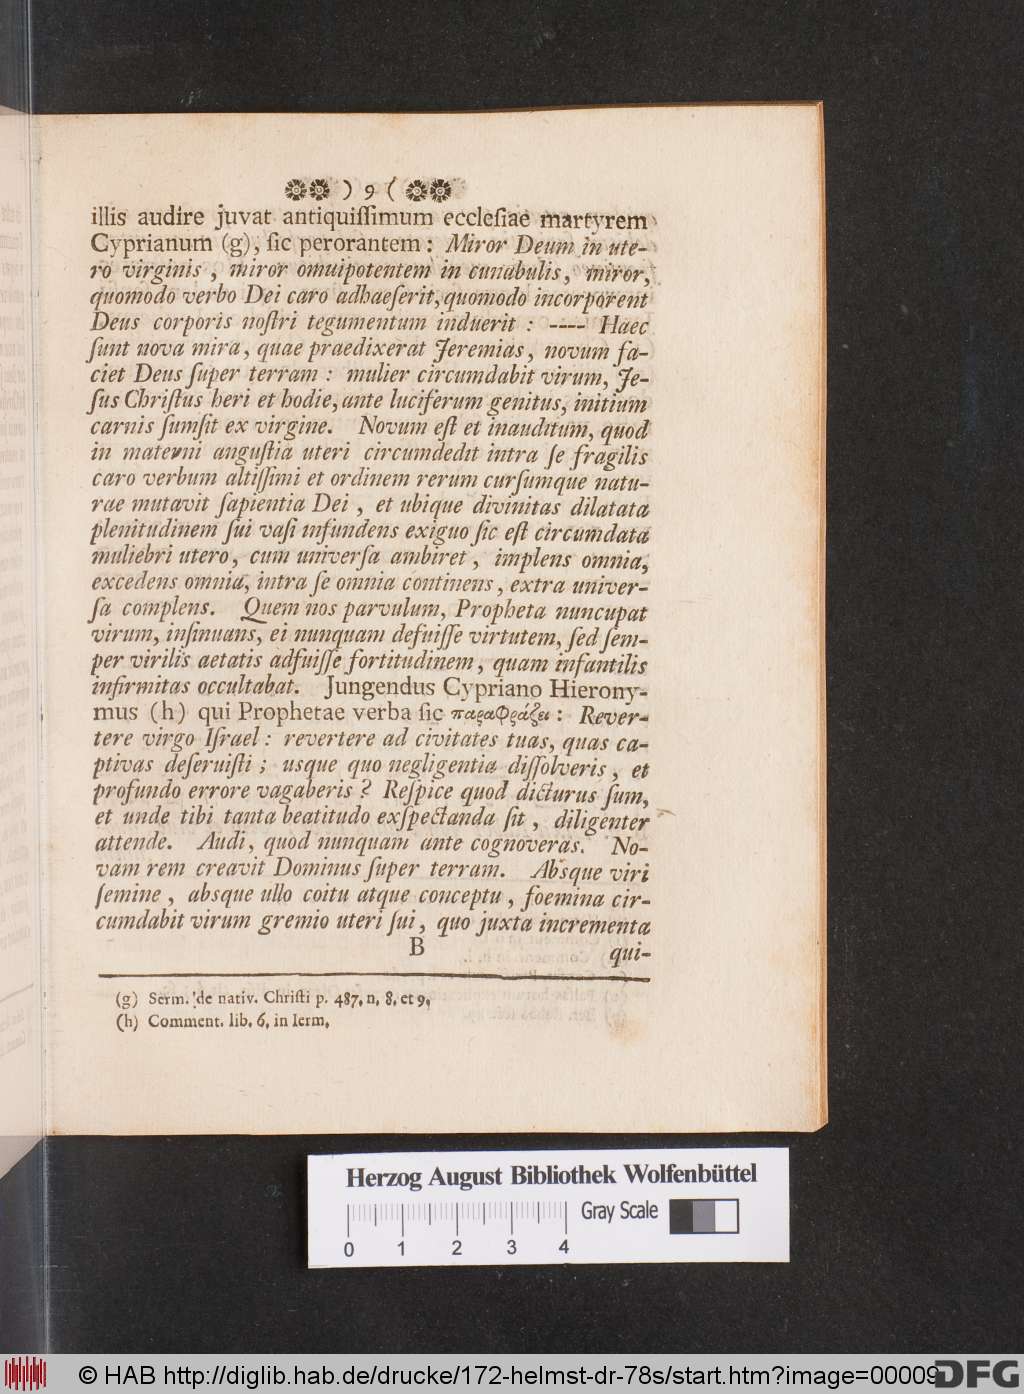 ) 9 (
illis audire juvat antiquiſſimum eccleſiae martyrem
Cyprianum (g), ſic perorantem: Miror Deum in ute-
ro virginis, miror omuipotentem in cunabulis, miror,
quomodo verbo Dei caro adhaeſerit, quomodo incorporent
Deus corporis noſtri tegumentum induerit : ---- Haec
ſunt nova mira, quae praedixerat Jeremias, novum fa-
ciet Deus ſuper terram : mulier circumdabit virum, Je-
ſus Chriſtus heri et hodie, ante luciferum genitus, initium
carnis ſumſit ex virgine. Novum eſt et inauditum, quod
in materni anguſtia uteri circumdedit intra ſe fragilis
caro verbum altiſſimi et ordinem rerum curſumque natu-
rae mutavit ſapientia Dei, et ubique divinitas dilatata
plenitudinem ſui vaſi infundens exiguo ſic eſt circumdata
muliebri utero, cum univerſa ambiret, implens omnia,
excedens omnia, intra ſe omnia continens, extra univer-
ſa complens. Quem nos parvulum, Propheta nuncupat
virum, inſinuans, ei nunquam defuiſſe virtutem, ſed ſem-
per virilis aetatis adfuiſſe fortitudinem, quam infantilis
infirmitas occultabat. Jungendus Cypriano Hierony-
mus (h) qui Prophetae verba ſic παραφράζει: Rever-
tere virgo Iſrael: revertere ad civitates tuas, quas ca-
ptivas deſeruiſti; usque quo negligentia diſſolveris, et
profundo errore vagaberis? Reſpice quod dicturus ſum,
et unde tibi tanta beatitudo exſpectanda ſit, diligenter
attende. Audi, quod nunquam ante cognoveras. No-
vam rem creavit Dominus ſuper terram. Absque viri
ſemine, absque ullo coitu atque conceptu, foemina cir-
cumdabit virum gremio uteri ſui, quo juxta incrementa
B qui-
(g) Serm. de nativ. Chriſti p. 487, n, 8, et 9,
(h) Comment. lib. 6, in Ierm,
Herzog August Bibliothek Wolfenbüttel
0 1 2 3 4 Gray Scale
© HAB http://diglib.hab.de/drucke/172-helmst-dr-78s/start.htm?image=00009
DFG